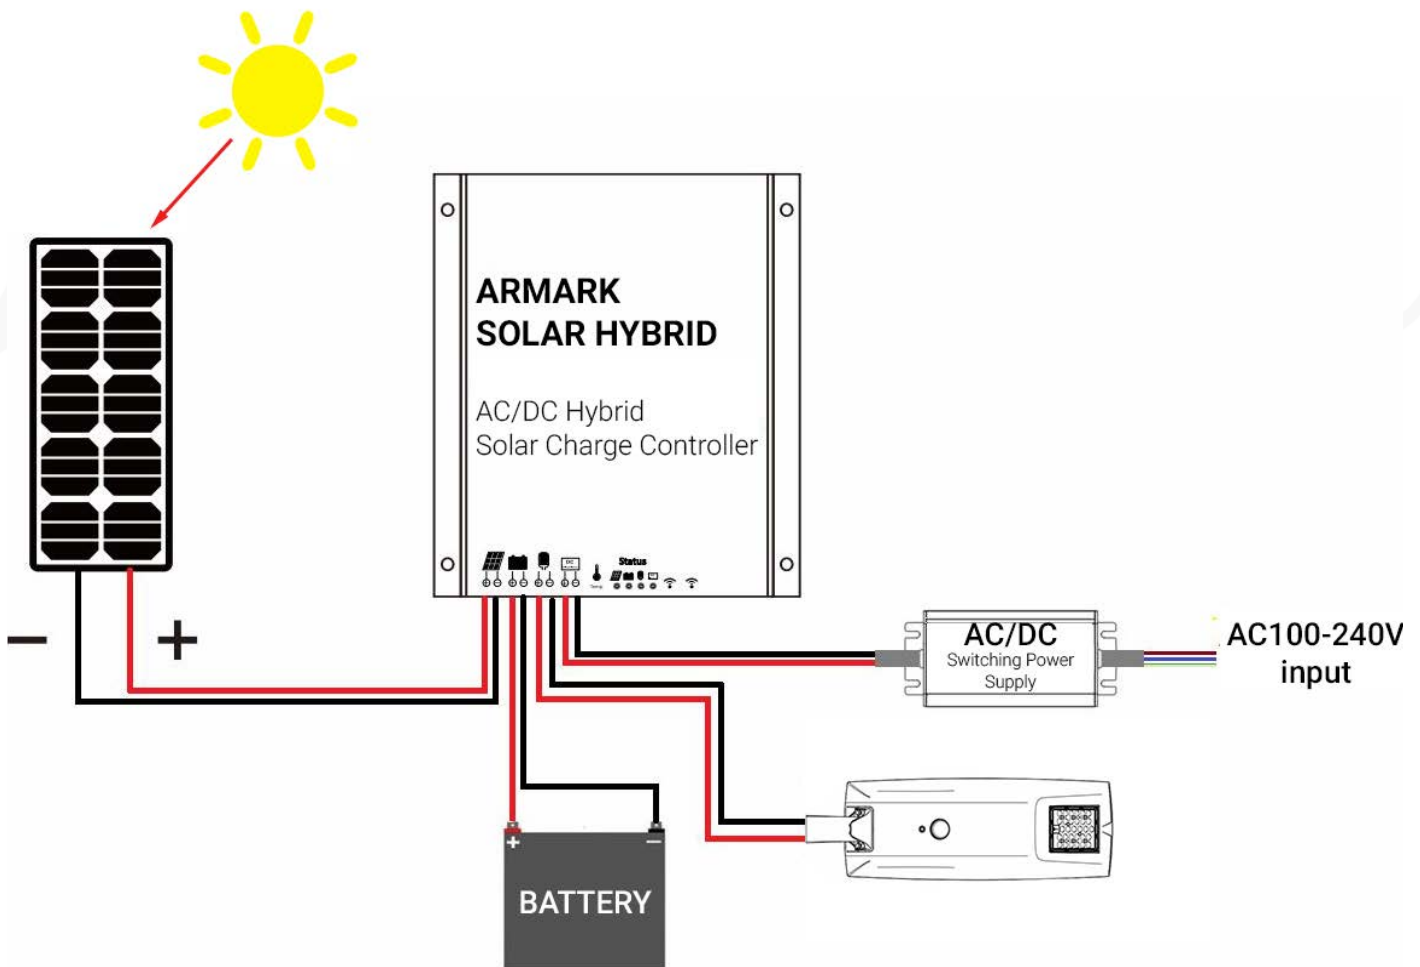 ARMARK
SOLAR HYBRID
AC/DC Hybrid
Solar Charge Controller
Status
AC/DC
Switching Power
Supply
AC100-240V
input
−
+
+
−
BATTERY